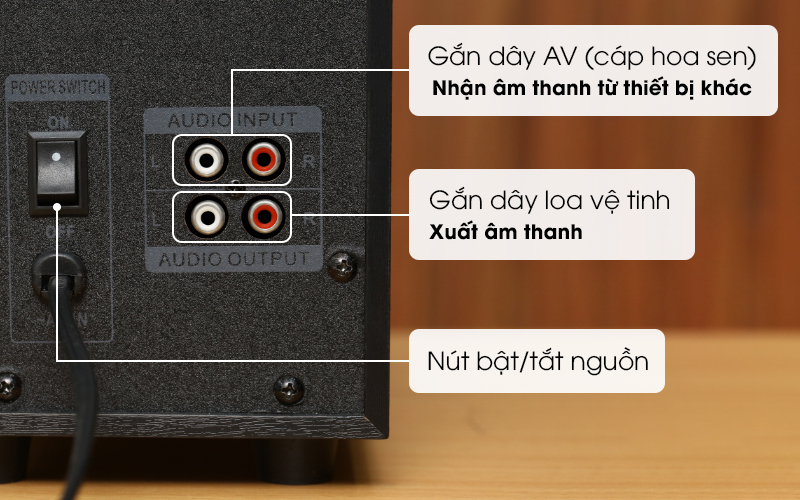 Gắn dây AV (cáp hoa sen)
Nhận âm thanh từ thiết bị khác
POWER SWITCH
ON
AUDIO INPUT
L R
Gắn dây loa vệ tinh
Xuất âm thanh
L
OFF
AUDIO OUTPUT
Nút bật/tắt nguồn